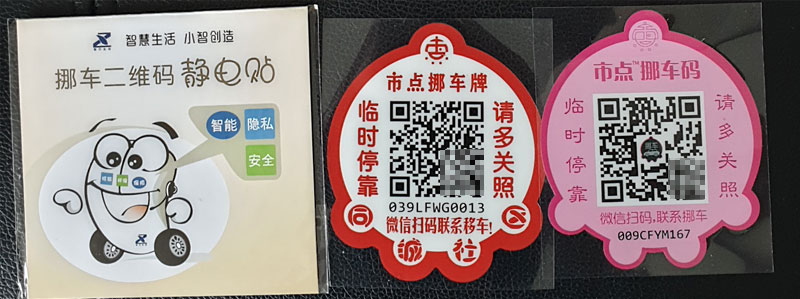 智慧生活 小智创造
挪车二维码 静电贴
智能
隐私
安全
市点挪车牌
临时停靠
请多关照
039LFWG0013
微信扫码联系移车!
市点™挪车码
临时停靠
请多关照
微信扫码,联系挪车
009CFYM167